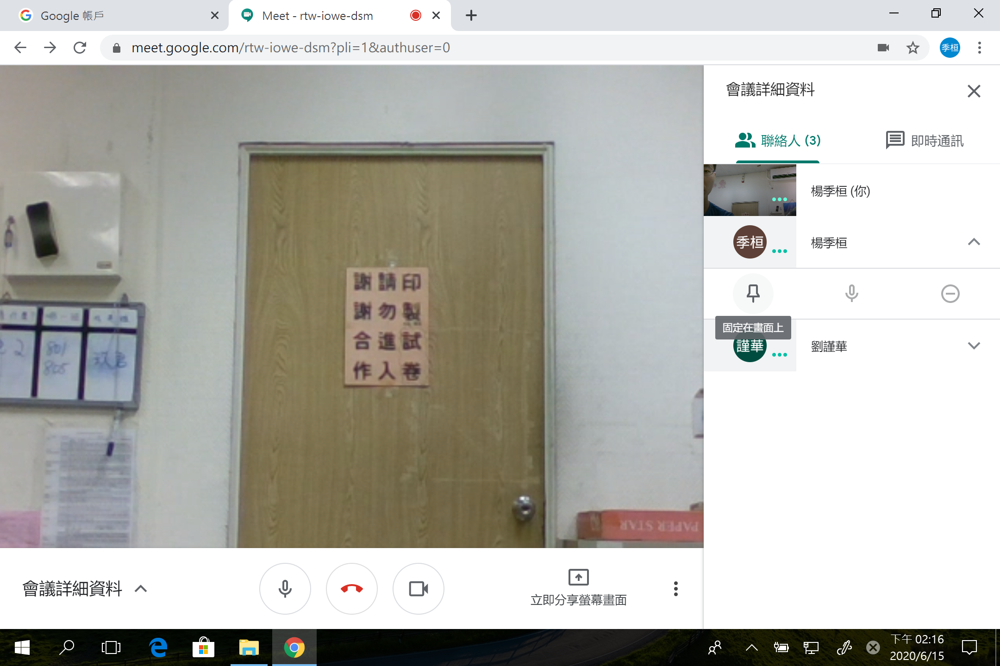 Google 帳戶
Meet - rtw-iowe-dsm
meet.google.com/rtw-iowe-dsm?pli=1&authuser=0
季桓
印製試卷
請勿進入
謝謝合作
801
805
PAPER STAR
會議詳細資料
聯絡人 (3)
即時通訊
楊季桓 (你)
季桓
楊季桓
固定在畫面上
謹華
劉謹華
會議詳細資料
立即分享螢幕畫面
下午 02:16
2020/6/15